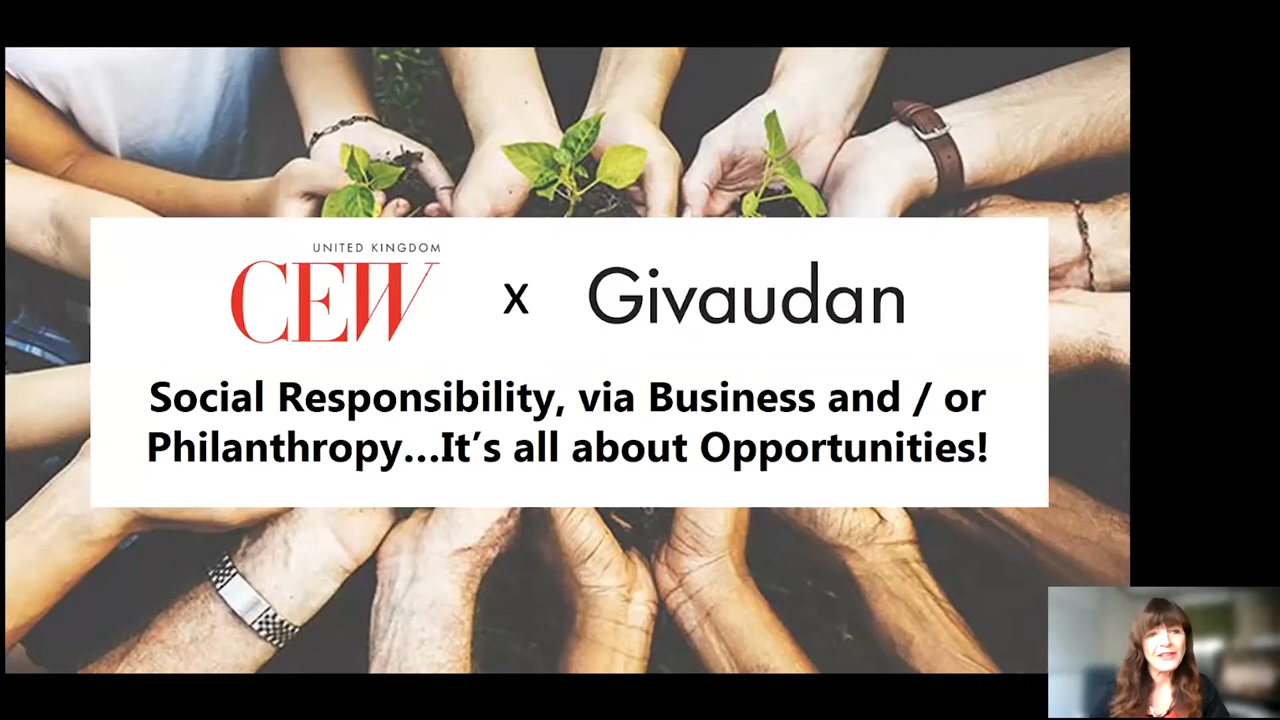 UNITED KINGDOM
CEW x Givaudan
Social Responsibility, via Business and / or
Philanthropy...It's all about Opportunities!